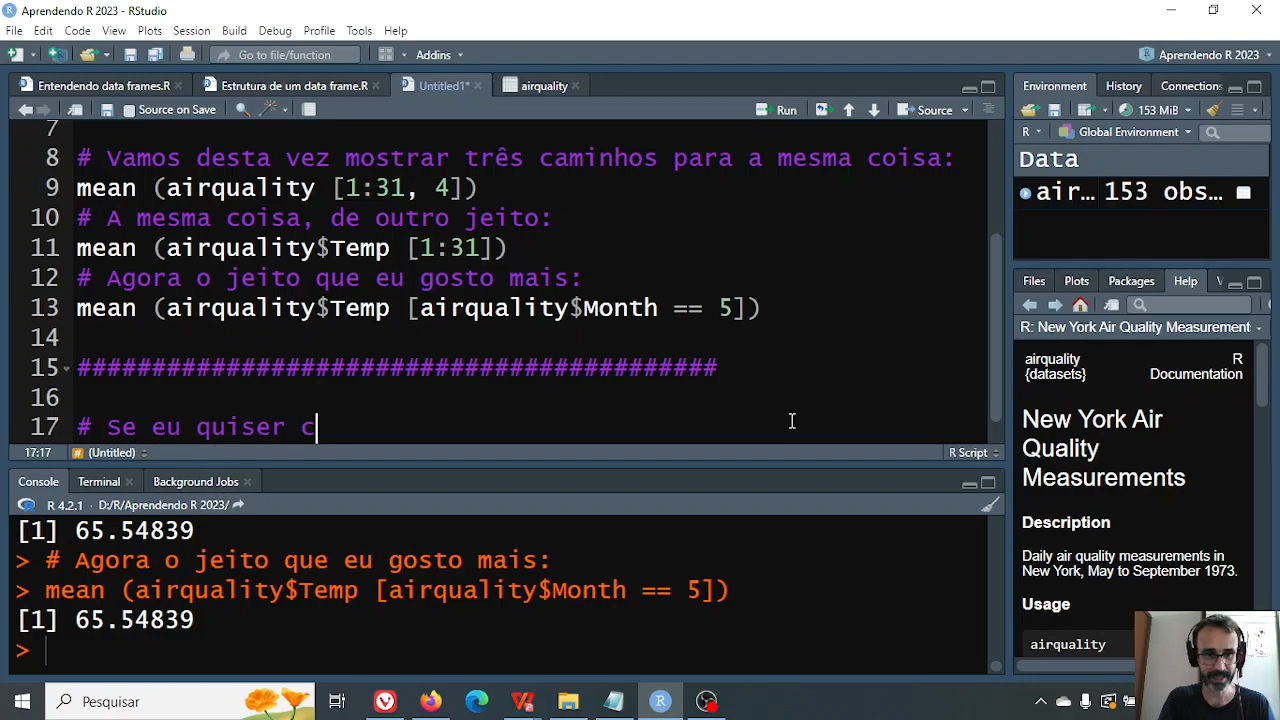 Aprendendo R 2023 - RStudio
File Edit Code View Plots Session Build Debug Profile Tools Help
Go to file/function Addins Aprendendo R 2023
Entendendo data frames.R Estrutura de um data frame.R Untitled1* airquality
Source on Save Run Source
7
8 # Vamos desta vez mostrar três caminhos para a mesma coisa:
9 mean (airquality [1:31, 4])
10 # A mesma coisa, de outro jeito:
11 mean (airquality$Temp [1:31])
12 # Agora o jeito que eu gosto mais:
13 mean (airquality$Temp [airquality$Month == 5])
14
15 ###########################################
16
17 # Se eu quiser c
17:17 # (Untitled) R Script
Console Terminal Background Jobs
R 4.2.1 · D:/R/Aprendendo R 2023/
[1] 65.54839
> # Agora o jeito que eu gosto mais:
> mean (airquality$Temp [airquality$Month == 5])
[1] 65.54839
>
Environment History Connections
153 MiB
R Global Environment
Data
air… 153 obs…
Files Plots Packages Help V
R: New York Air Quality Measurement
airquality R
{datasets} Documentation
New York Air
Quality
Measurements
Description
Daily air quality measurements in
New York, May to September 1973.
Usage
airquality
Pesquisar